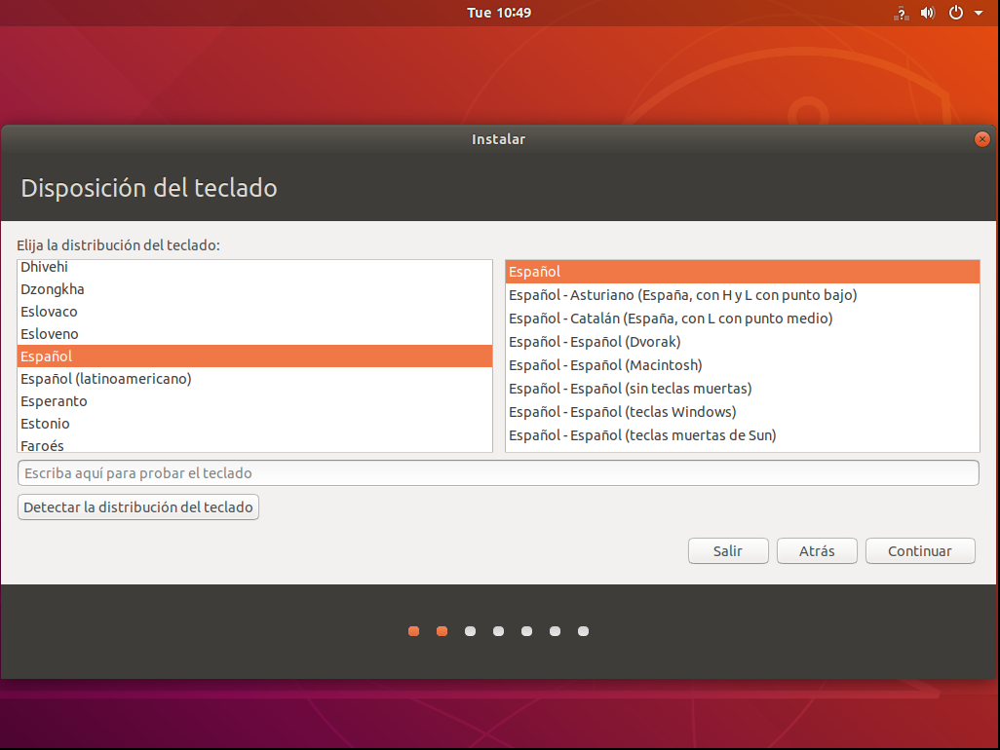 Tue 10:49
Instalar
Disposición del teclado
Elija la distribución del teclado:
Dhivehi
Dzongkha
Eslovaco
Esloveno
Español
Español (latinoamericano)
Esperanto
Estonio
Faroés
Español
Español - Asturiano (España, con H y L con punto bajo)
Español - Catalán (España, con L con punto medio)
Español - Español (Dvorak)
Español - Español (Macintosh)
Español - Español (sin teclas muertas)
Español - Español (teclas Windows)
Español - Español (teclas muertas de Sun)
Escriba aquí para probar el teclado
Detectar la distribución del teclado
Salir Atrás Continuar